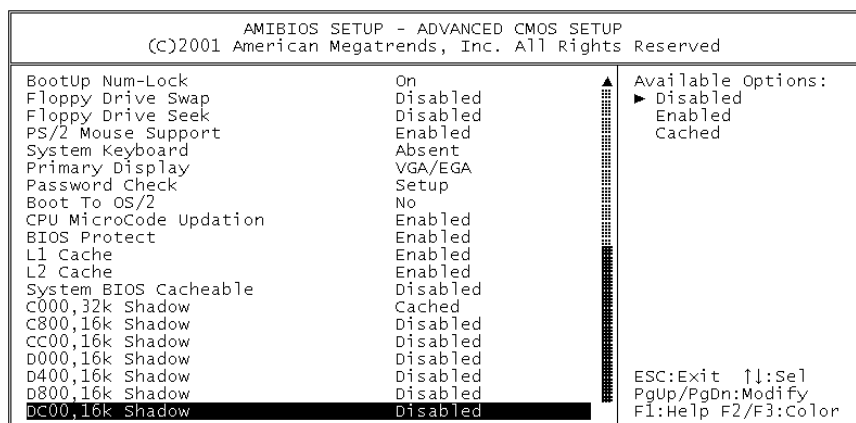 AMIBIOS SETUP - ADVANCED CMOS SETUP
(C)2001 American Megatrends, Inc. All Rights Reserved
BootUp Num-Lock On
Floppy Drive Swap Disabled
Floppy Drive Seek Disabled
PS/2 Mouse Support Enabled
System Keyboard Absent
Primary Display VGA/EGA
Password Check Setup
Boot To OS/2 No
CPU MicroCode Updation Enabled
BIOS Protect Enabled
L1 Cache Enabled
L2 Cache Enabled
System BIOS Cacheable Disabled
C000,32k Shadow Cached
C800,16k Shadow Disabled
CC00,16k Shadow Disabled
D000,16k Shadow Disabled
D400,16k Shadow Disabled
D800,16k Shadow Disabled
DC00,16k Shadow Disabled
Available Options:
► Disabled
Enabled
Cached
ESC:Exit ↑↓:Sel
PgUp/PgDn:Modify
F1:Help F2/F3:Color